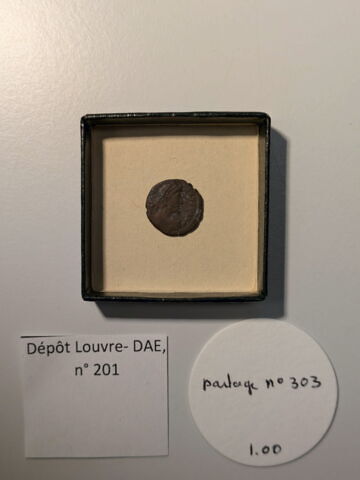 Dépôt Louvre- DAE,
n° 201
partage n° 303
1.00